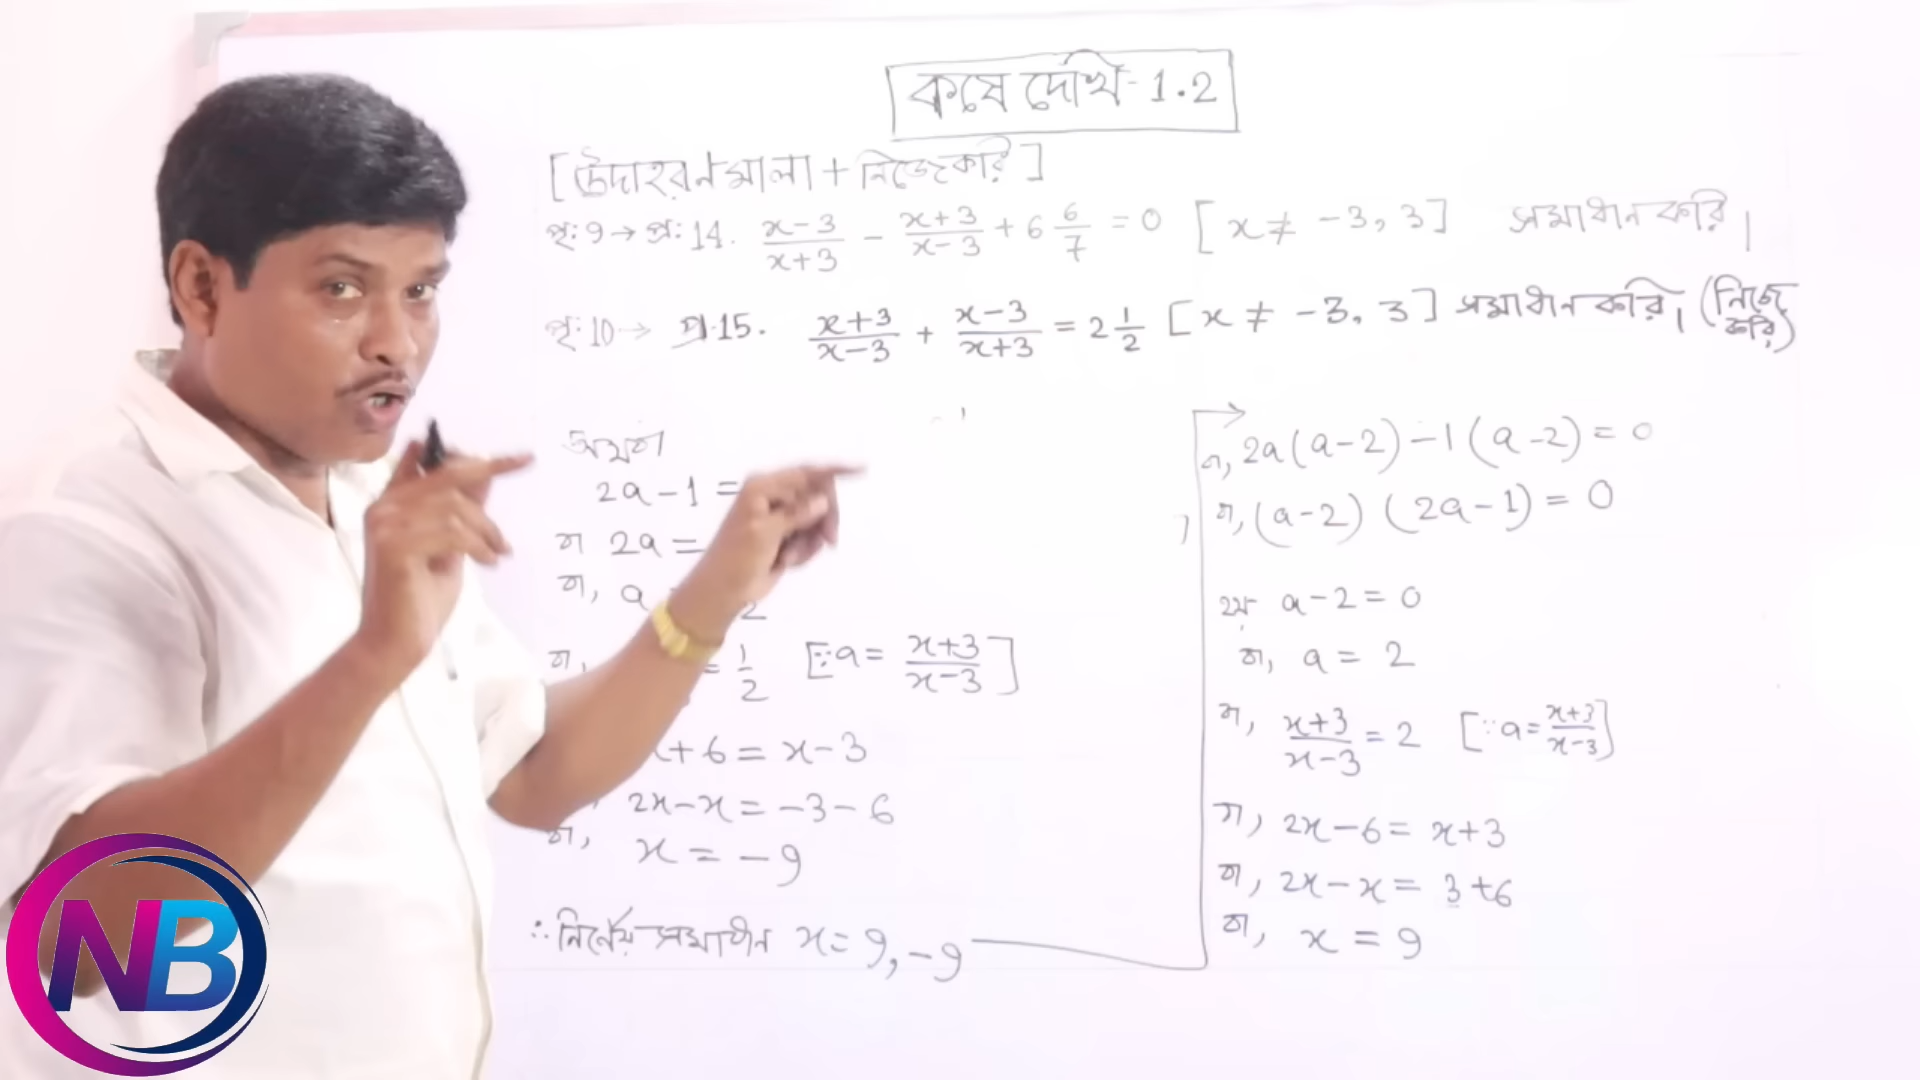 কষে দেখি - 1.2
[উদাহরণমালা + নিজেকরি]
পৃ: 9 → প্র: 14. (x-3)/(x+3) - (x+3)/(x-3) + 6 6/7 = 0 [x ≠ -3, 3] সমাধান করি।
পৃ: 10 → প্র: 15. (x+3)/(x-3) + (x-3)/(x+3) = 2 1/2 [x ≠ -3, 3] সমাধান করি। (নিজে করি)
অথবা
2a - 1 =
বা 2a =
বা, a
বা, = 1/2 [∵ a = (x+3)/(x-3)]
x + 6 = x - 3
2x - x = -3 - 6
বা, x = -9
∴ নির্ণেয় সমাধান x = 9, -9
বা, 2a(a-2) - 1(a-2) = 0
বা, (a-2) (2a-1) = 0
হয় a - 2 = 0
বা, a = 2
বা, (x+3)/(x-3) = 2 [∵ a = (x+3)/(x-3)]
বা, 2x - 6 = x + 3
বা, 2x - x = 3 + 6
বা, x = 9
NB